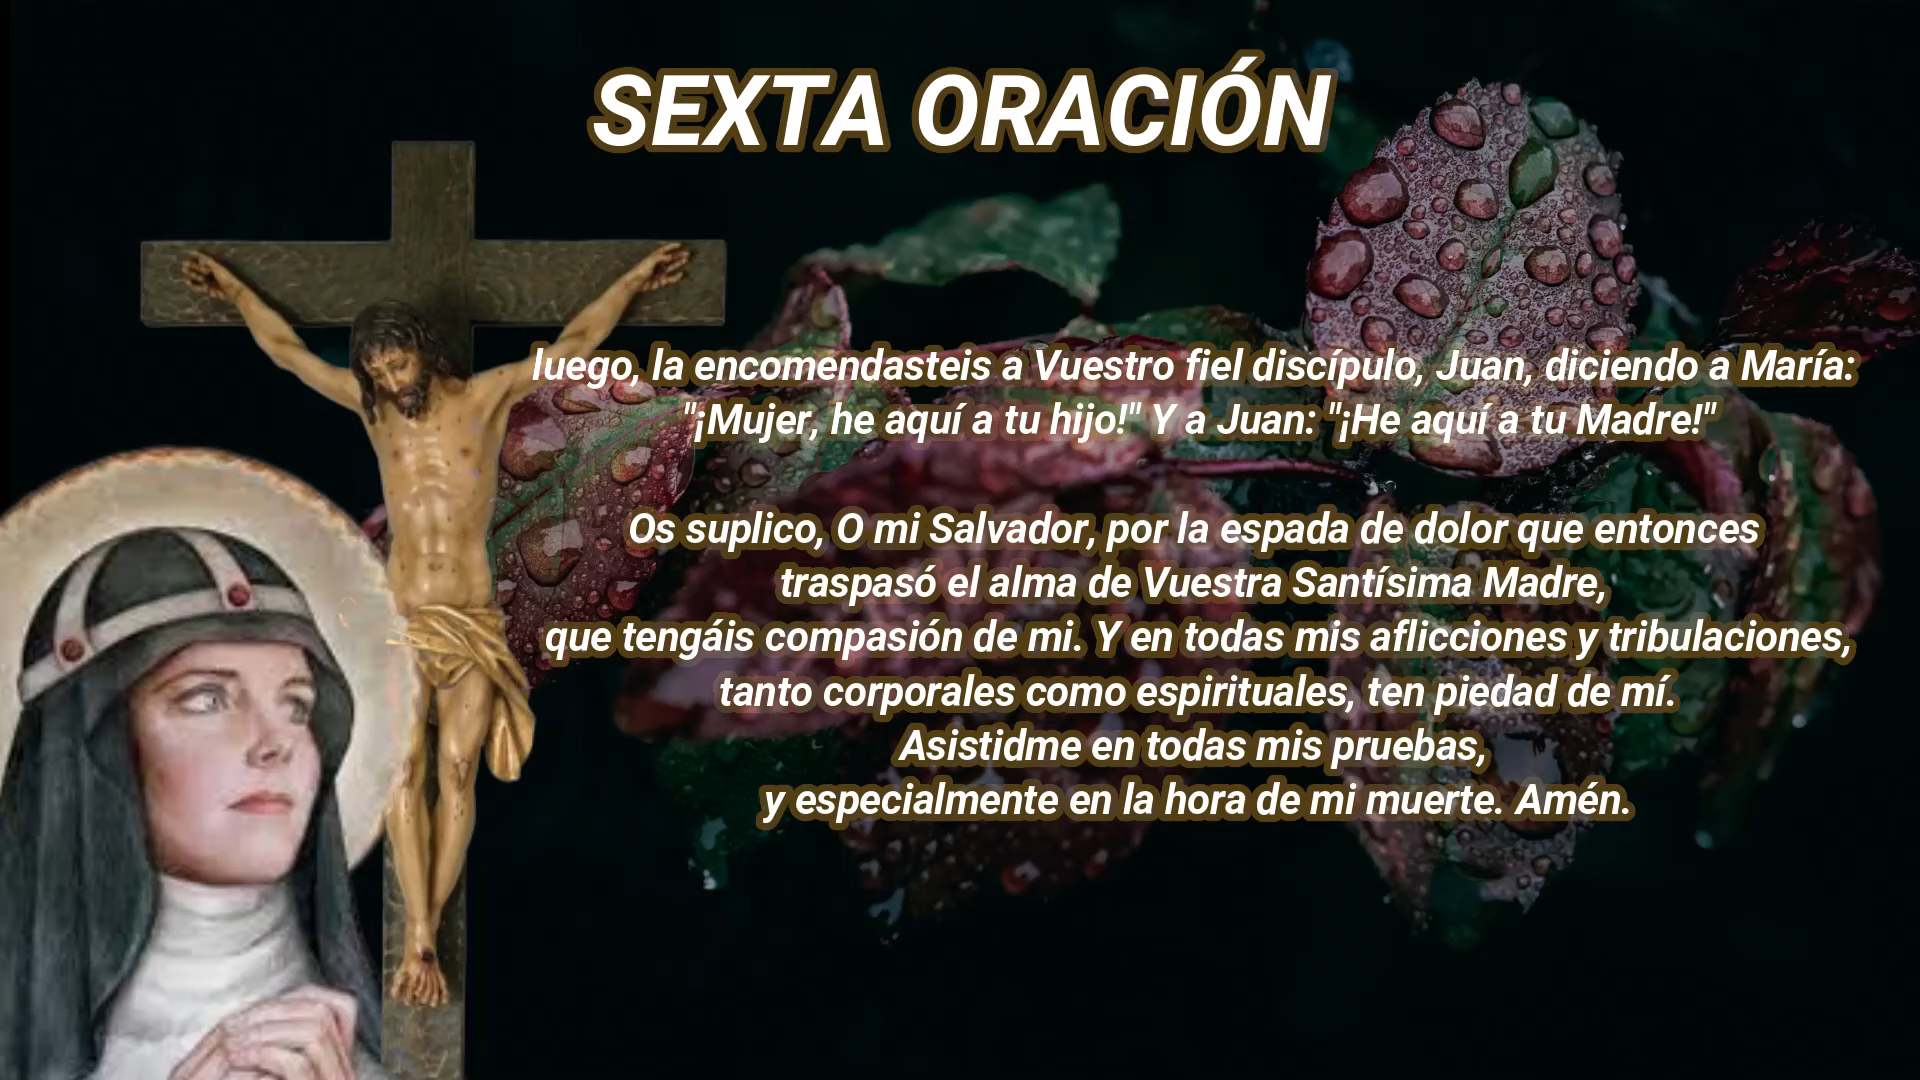 SEXTA ORACIÓN
luego, la encomendasteis a Vuestro fiel discípulo, Juan, diciendo a María:
"¡Mujer, he aquí a tu hijo!" Y a Juan: "¡He aquí a tu Madre!"
Os suplico, O mi Salvador, por la espada de dolor que entonces
traspasó el alma de Vuestra Santísima Madre,
que tengáis compasión de mi. Y en todas mis aflicciones y tribulaciones,
tanto corporales como espirituales, ten piedad de mí.
Asistidme en todas mis pruebas,
y especialmente en la hora de mi muerte. Amén.